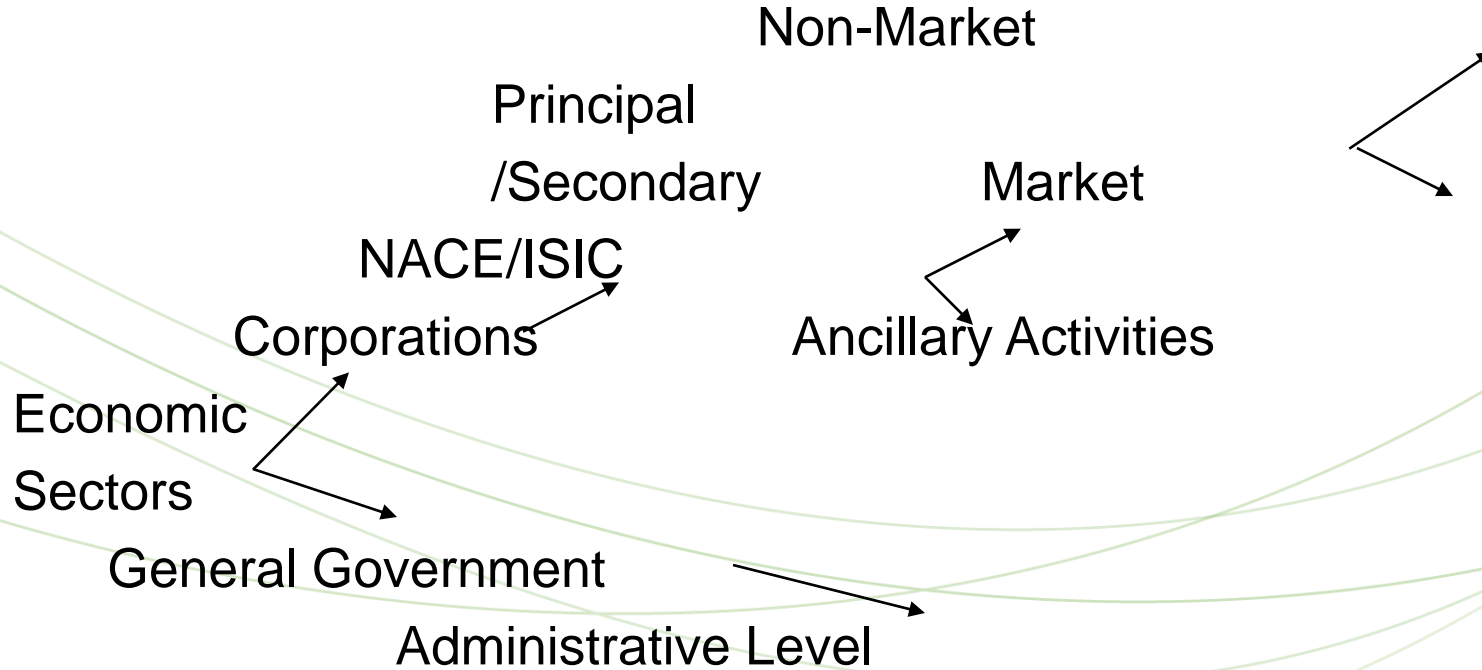 Non-Market
Principal
/Secondary Market
NACE/ISIC
Corporations Ancillary Activities
Economic
Sectors
General Government
Administrative Level